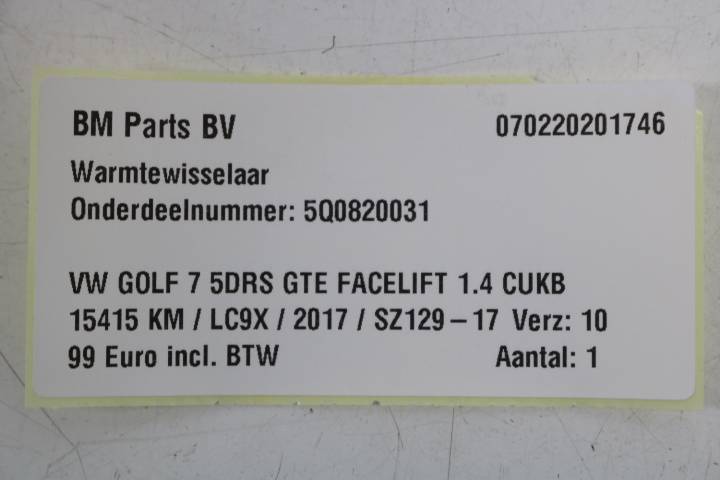 BM Parts BV 070220201746
Warmtewisselaar
Onderdeelnummer: 5Q0820031
VW GOLF 7 5DRS GTE FACELIFT 1.4 CUKB
15415 KM / LC9X / 2017 / SZ129-17 Verz: 10
99 Euro incl. BTW Aantal: 1